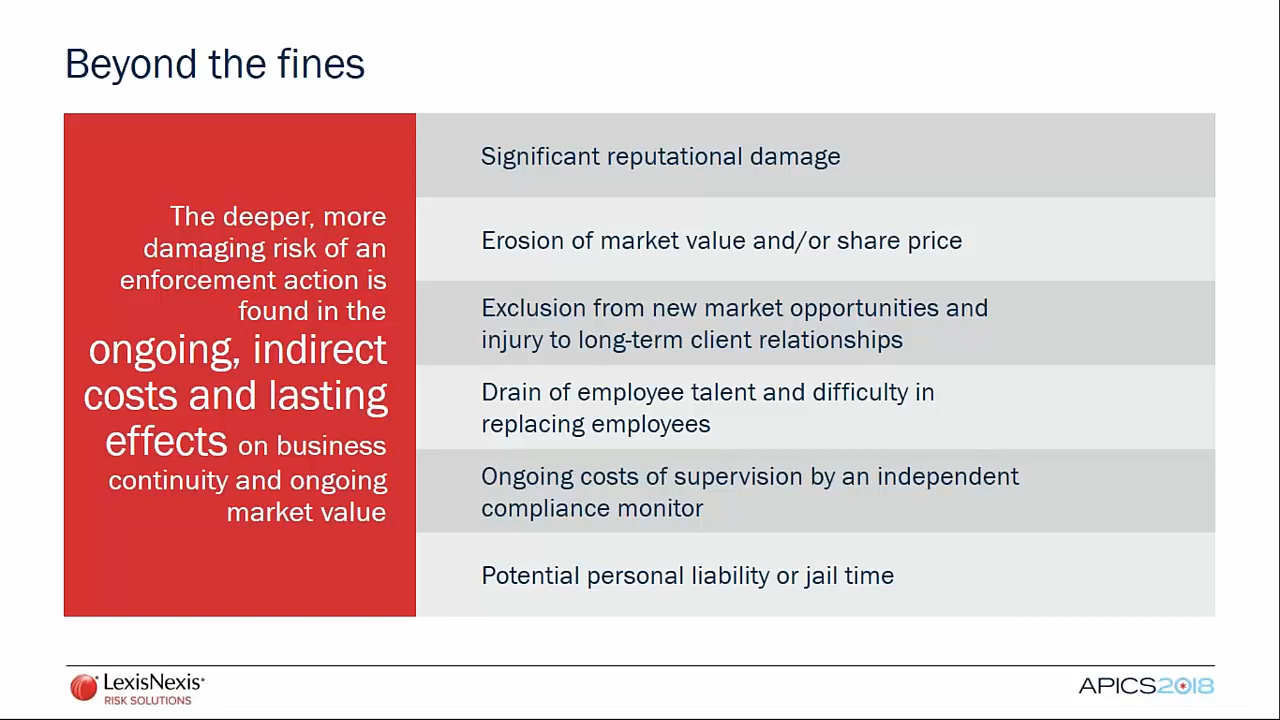 Beyond the fines
The deeper, more
damaging risk of an
enforcement action is
found in the
ongoing, indirect
costs and lasting
effects on business
continuity and ongoing
market value
Significant reputational damage
Erosion of market value and/or share price
Exclusion from new market opportunities and
injury to long-term client relationships
Drain of employee talent and difficulty in
replacing employees
Ongoing costs of supervision by an independent
compliance monitor
Potential personal liability or jail time
LexisNexis®
RISK SOLUTIONS
APICS2018